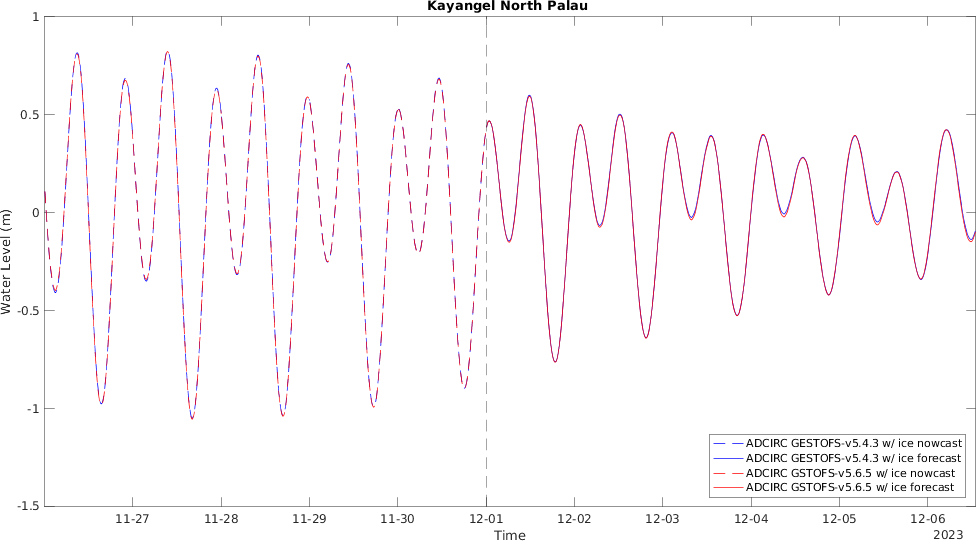 Kayangel North Palau
1
0.5
0
-0.5
-1
-1.5
Water Level (m)
11-27
11-28
11-29
11-30
12-01
12-02
12-03
12-04
12-05
12-06
Time
2023
ADCIRC GESTOFS-v5.4.3 w/ ice nowcast
ADCIRC GESTOFS-v5.4.3 w/ ice forecast
ADCIRC GSTOFS-v5.6.5 w/ ice nowcast
ADCIRC GSTOFS-v5.6.5 w/ ice forecast